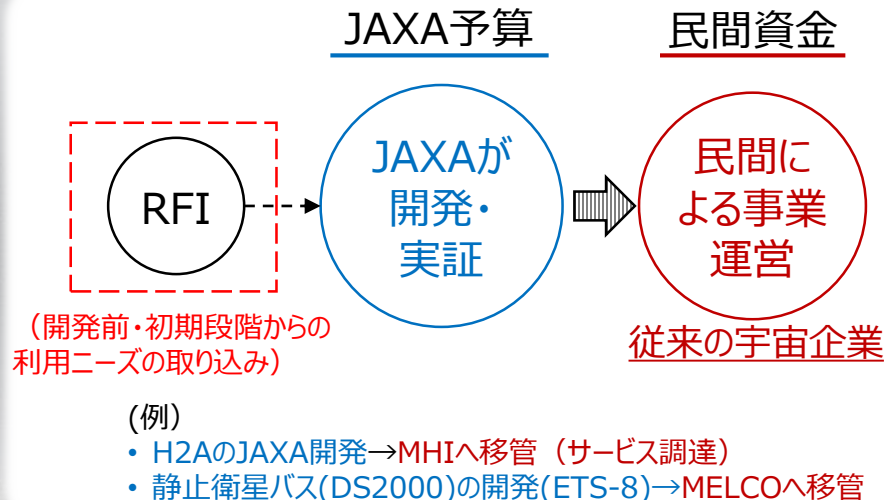 JAXA予算
民間資金
RFI
JAXAが
開発・
実証
民間に
よる事業
運営
（開発前・初期段階からの
利用ニーズの取り込み）
従来の宇宙企業
(例）
• H2AのJAXA開発→MHIへ移管（サービス調達）
• 静止衛星バス(DS2000)の開発(ETS-8)→MELCOへ移管